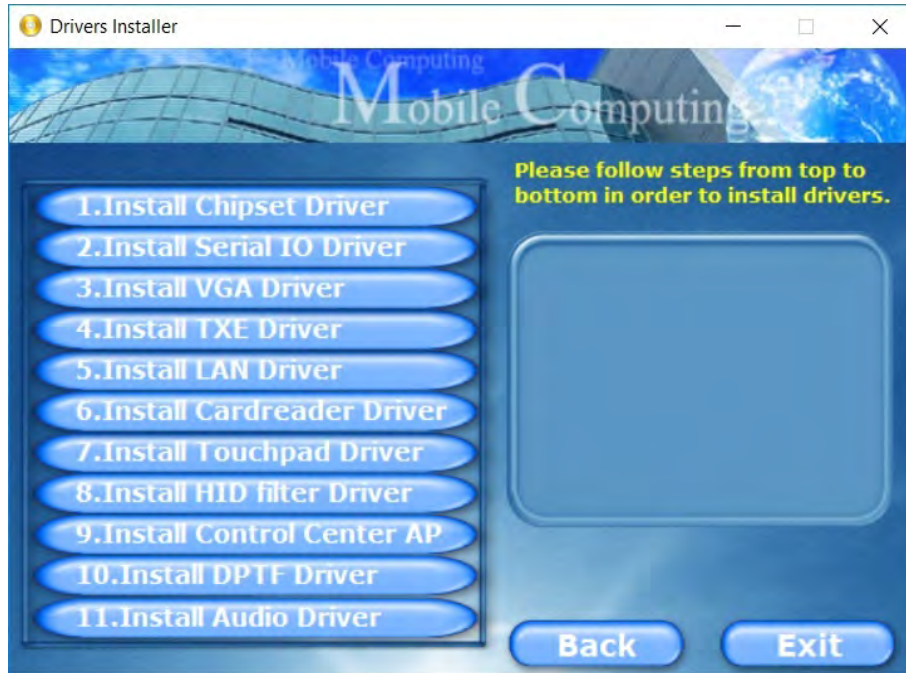 Drivers Installer
Mobile Computing
Mobile Computing
Please follow steps from top to
bottom in order to install drivers.
1.Install Chipset Driver
2.Install Serial IO Driver
3.Install VGA Driver
4.Install TXE Driver
5.Install LAN Driver
6.Install Cardreader Driver
7.Install Touchpad Driver
8.Install HID filter Driver
9.Install Control Center AP
10.Install DPTF Driver
11.Install Audio Driver
Back
Exit